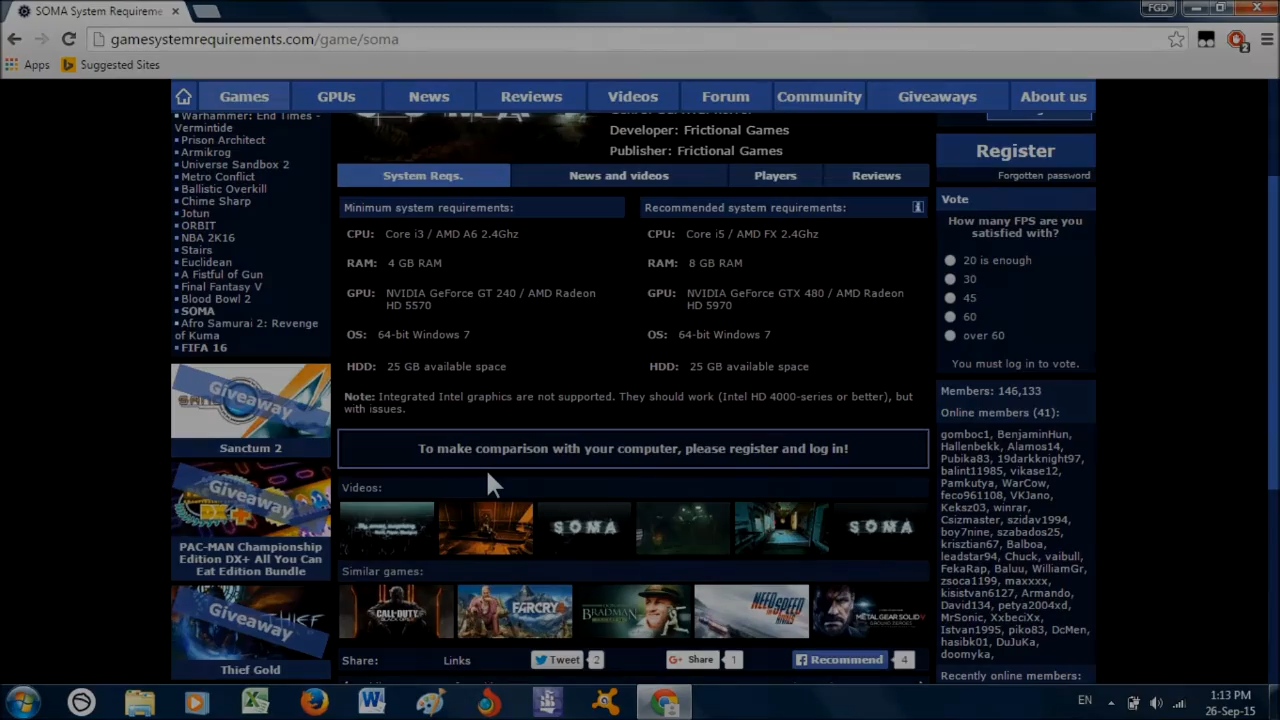 SOMA System Requireme
FGD
gamesystemrequirements.com/game/soma
2
Apps
Suggested Sites
Games
GPUs
News
Reviews
Videos
Forum
Community
Giveaways
About us
Warhammer: End Times -
Vermintide
Prison Architect
Armikrog
Universe Sandbox 2
Metro Conflict
Ballistic Overkill
Chime Sharp
Jotun
ORBIT
NBA 2K16
Stairs
Euclidean
A Fistful of Gun
Final Fantasy V
Blood Bowl 2
SOMA
Afro Samurai 2: Revenge
of Kuma
FIFA 16
Giveaway
Sanctum 2
Giveaway
DX+
PAC-MAN Championship
Edition DX+ All You Can
Eat Edition Bundle
Giveaway
Thief Gold
Developer: Frictional Games
Publisher: Frictional Games
System Reqs.
News and videos
Players
Reviews
Minimum system requirements:
CPU: Core i3 / AMD A6 2.4Ghz
RAM: 4 GB RAM
GPU: NVIDIA GeForce GT 240 / AMD Radeon
HD 5570
OS: 64-bit Windows 7
HDD: 25 GB available space
Recommended system requirements:
CPU: Core i5 / AMD FX 2.4Ghz
RAM: 8 GB RAM
GPU: NVIDIA GeForce GTX 480 / AMD Radeon
HD 5970
OS: 64-bit Windows 7
HDD: 25 GB available space
Note: Integrated Intel graphics are not supported. They should work (Intel HD 4000-series or better), but
with issues.
To make comparison with your computer, please register and log in!
Videos:
SOMA
SOMA
Similar games:
CALL DUTY
FARCRY
BRADMAN
NEED SPEED
METAL GEAR SOLID V
Share:
Links
Tweet
2
Share
1
Recommend
4
Register
Forgotten password
Vote
How many FPS are you
satisfied with?
20 is enough
30
45
60
over 60
You must log in to vote.
Members: 146,133
Online members (41):
gomboc1, BenjaminHun,
Hallenbekk, Alamos14,
Pubika83, 19darkknight97,
balint11985, vikase12,
Pamkutya, WarCow,
feco961108, VKJano,
Keksz03, winrar,
Csizmaster, szidav1994,
boy7nine, szabados25,
krisztian67, Balboa,
leadstar94, Chuck, vaibull,
FekaRap, Baluu, WilliamGr,
zsoca1199, maxxxx,
kisistvan6127, Armando,
David134, petya2004xd,
MrSonic, XxbeciXx,
Istvan1995, piko83, DcMen,
hasibk01, DuJuKa,
doomyka,
Recently online members:
EN
1:13 PM
26-Sep-15